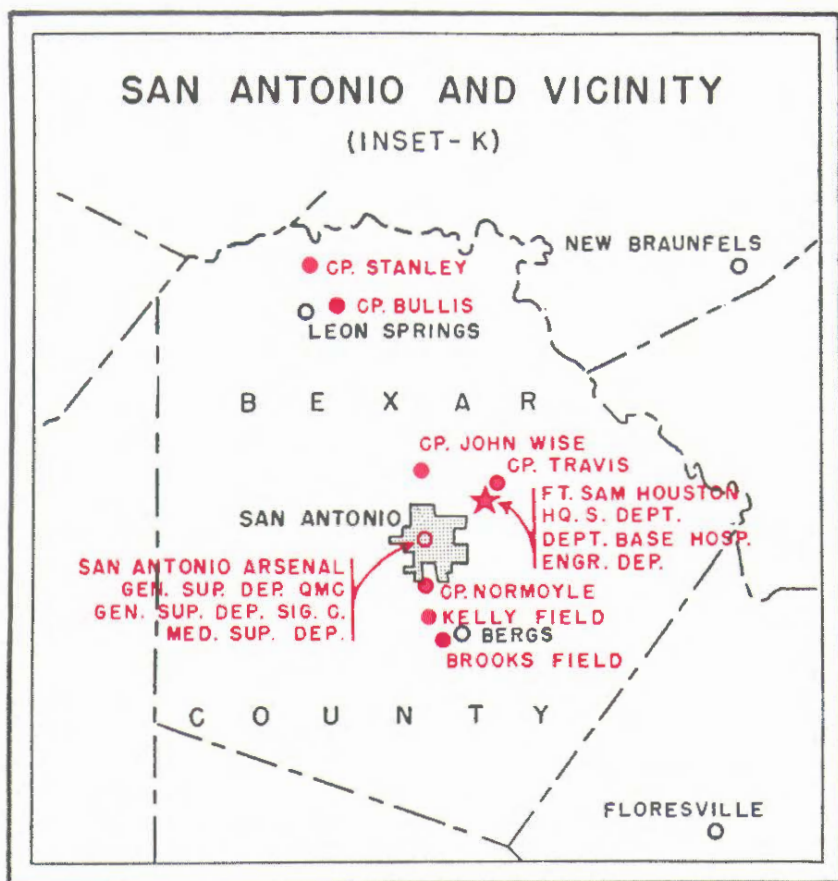 SAN ANTONIO AND VICINITY
(INSET-K)
NEW BRAUNFELS
CP. STANLEY
CP. BULLIS
LEON SPRINGS
BEXAR
CP. JOHN WISE
CP. TRAVIS
FT. SAM HOUSTON
HQ. S. DEPT.
DEPT. BASE HOSP.
ENGR. DEP.
SAN ANTONIO
SAN ANTONIO ARSENAL
GEN. SUP. DEP. QMC
GEN. SUP. DEP. SIG. C.
MED. SUP. DEP.
CP. NORMOYLE
KELLY FIELD
BERGS
BROOKS FIELD
COUNTY
FLORESVILLE